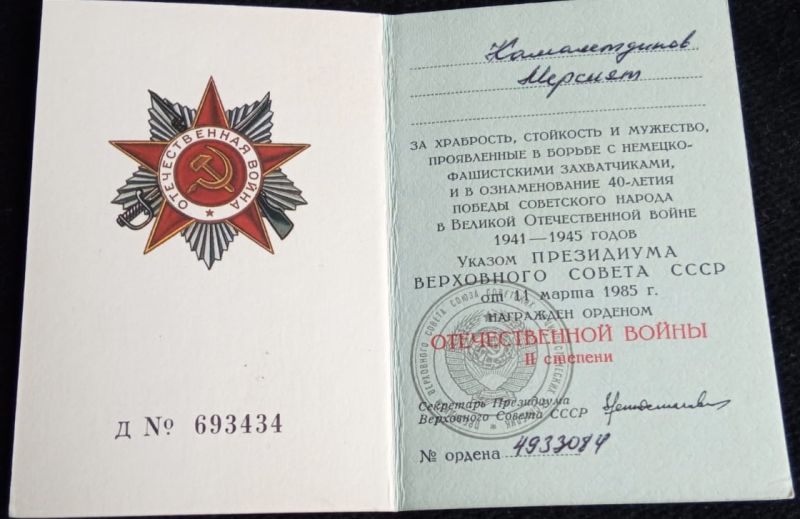 ОТЕЧЕСТВЕННАЯ ВОЙНА
Д № 693434
Камалетдинов
Мерсият
ЗА ХРАБРОСТЬ, СТОЙКОСТЬ И МУЖЕСТВО,
ПРОЯВЛЕННЫЕ В БОРЬБЕ С НЕМЕЦКО-
ФАШИСТСКИМИ ЗАХВАТЧИКАМИ,
И В ОЗНАМЕНОВАНИЕ 40-ЛЕТИЯ
ПОБЕДЫ СОВЕТСКОГО НАРОДА
В ВЕЛИКОЙ ОТЕЧЕСТВЕННОЙ ВОЙНЕ
1941—1945 ГОДОВ
УКАЗОМ ПРЕЗИДИУМА
ВЕРХОВНОГО СОВЕТА СССР
от 11 марта 1985 г.
НАГРАЖДЕН ОРДЕНОМ
ОТЕЧЕСТВЕННОЙ ВОЙНЫ
II степени
Секретарь Президиума
Верховного Совета СССР
№ ордена 4933084